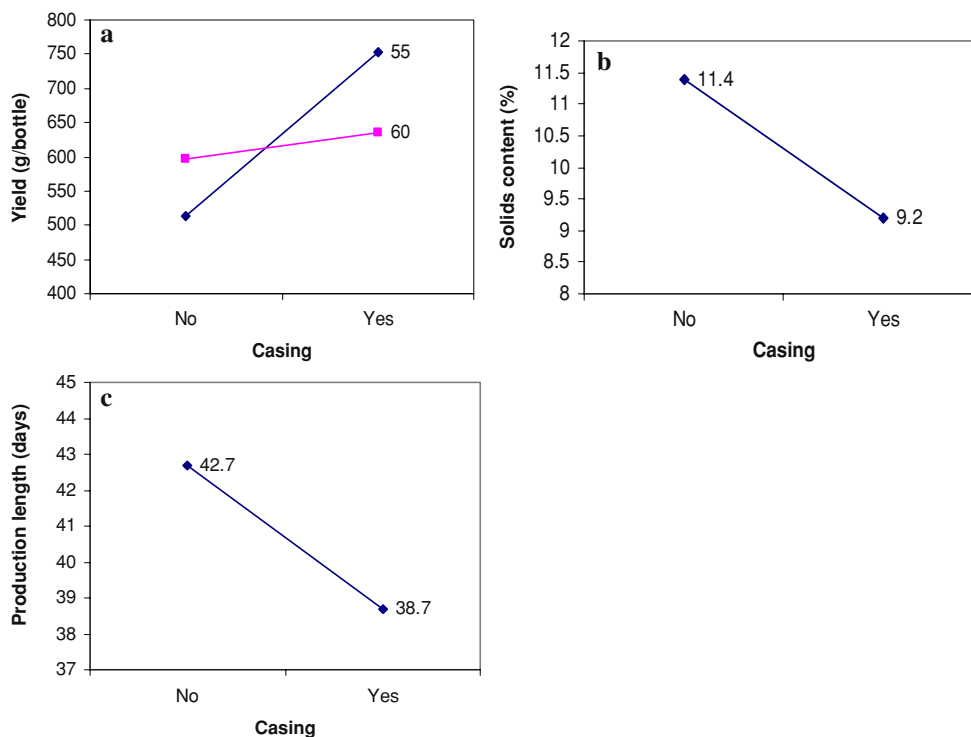 a
Yield (g/bottle)
800
750
700
650
600
550
500
450
400
55
60
No
Yes
Casing
b
Solids content (%)
12
11.5
11
10.5
10
9.5
9
8.5
8
11.4
9.2
No
Yes
Casing
c
Production length (days)
45
44
43
42
41
40
39
38
37
42.7
38.7
No
Yes
Casing